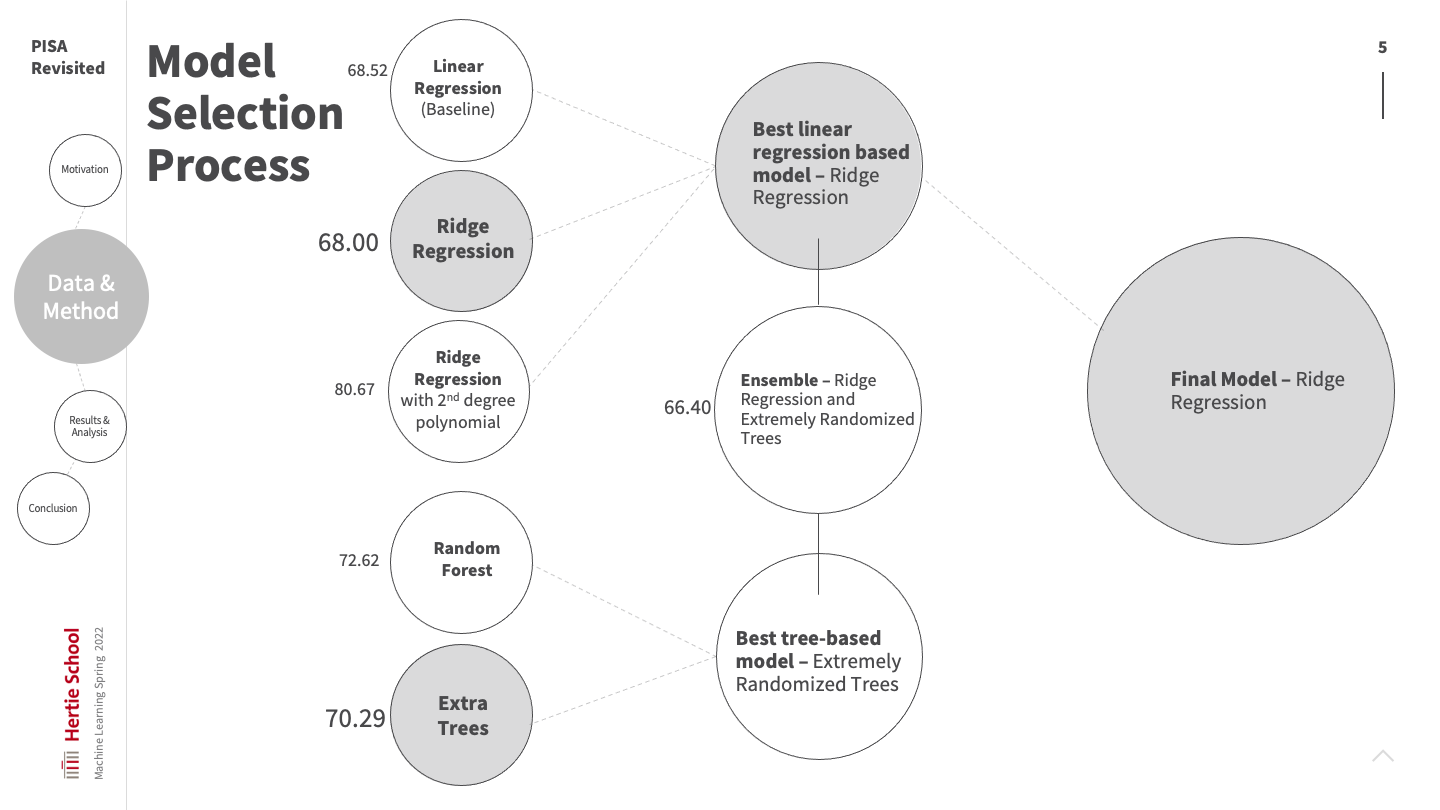 PISA
Revisited
Motivation
Data &
Method
Results &
Analysis
Conclusion
Hertie School
Machine Learning Spring 2022
Model
Selection
Process
68.52
Linear
Regression
(Baseline)
68.00
Ridge
Regression
80.67
Ridge
Regression
with 2nd degree
polynomial
72.62
Random
Forest
70.29
Extra
Trees
Best linear
regression based
model – Ridge
Regression
66.40
Ensemble – Ridge
Regression and
Extremely Randomized
Trees
Best tree-based
model – Extremely
Randomized Trees
Final Model – Ridge
Regression
5